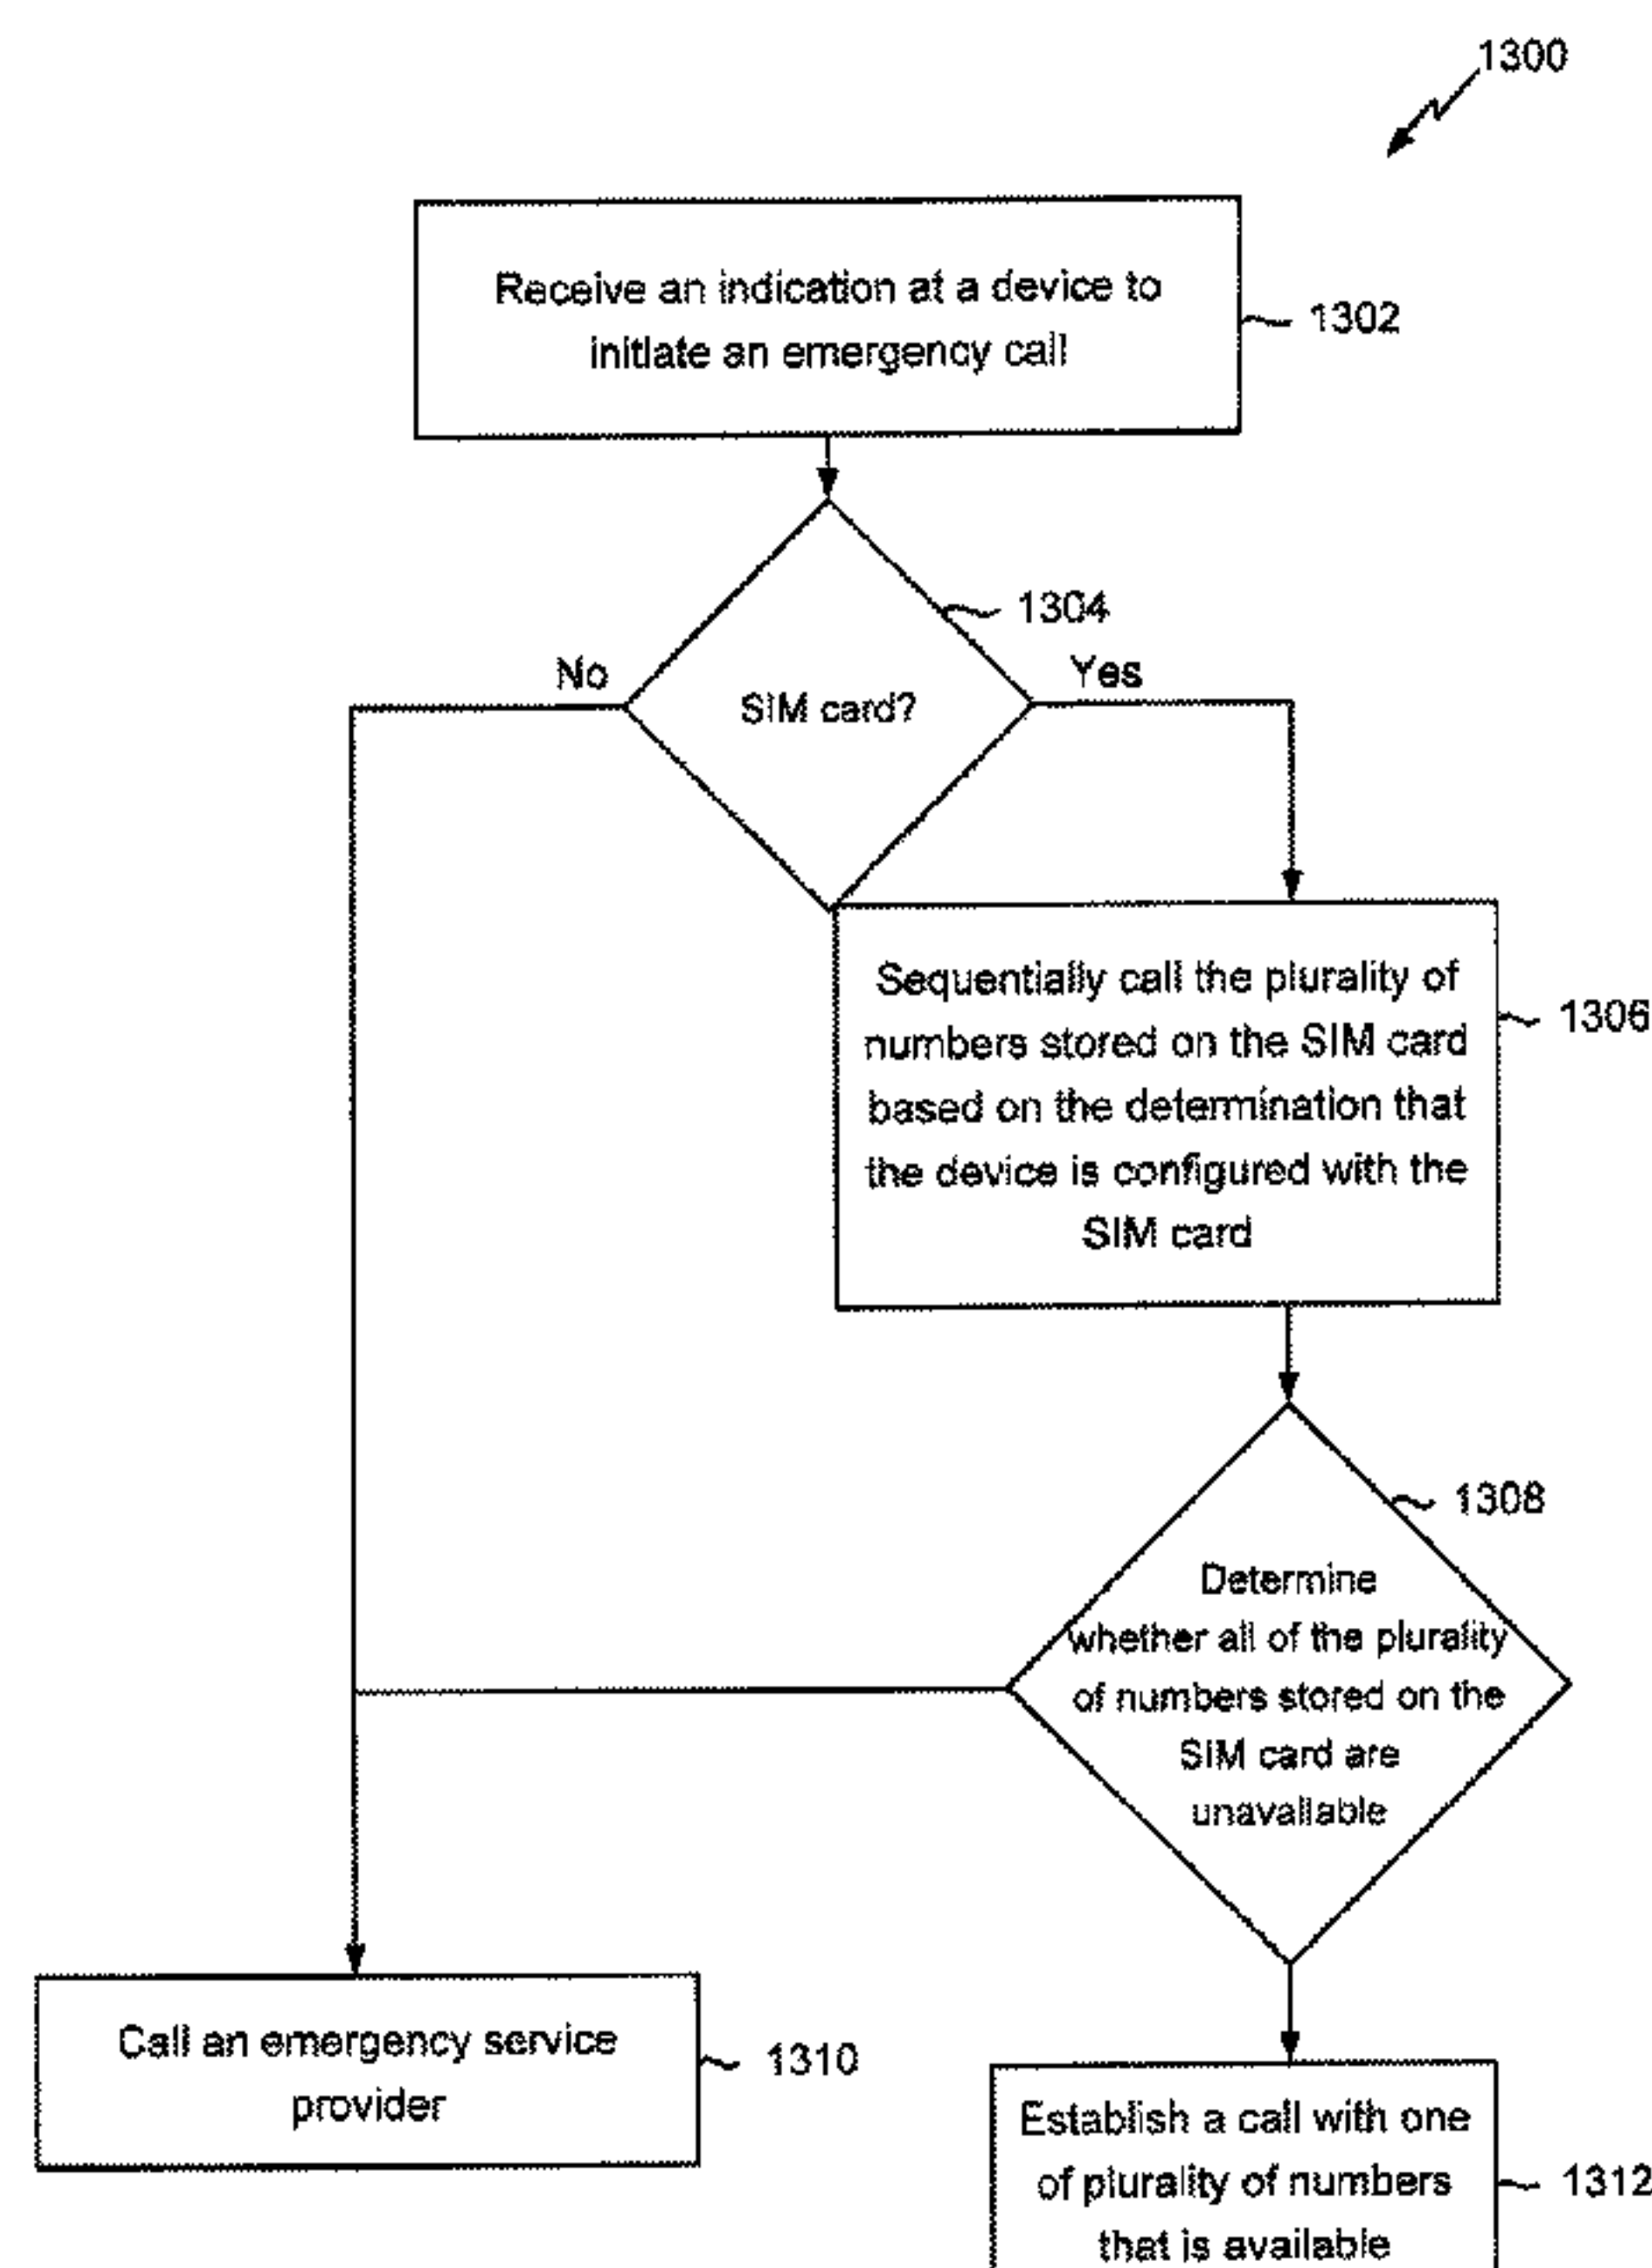 1300
Receive an indication at a device to
initiate an emergency call
1302
1304
No
Yes
SIM card?
Sequentially call the plurality of
numbers stored on the SIM card
based on the determination that
the device is configured with the
SIM card
1306
1308
Determine
whether all of the plurality
of numbers stored on the
SIM card are
unavailable
Call an emergency service
provider
1310
Establish a call with one
of plurality of numbers
that is available
1312